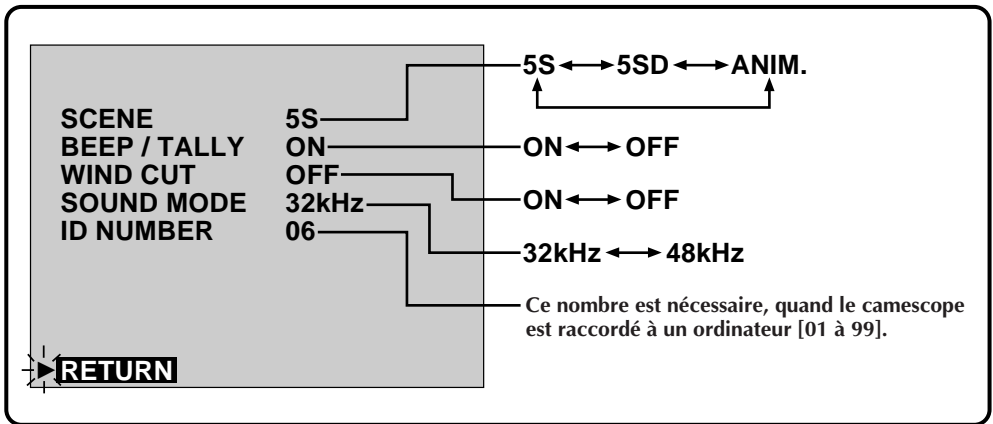 5S ↔ 5SD ↔ ANIM.
SCENE 5S
BEEP / TALLY ON
ON ↔ OFF
WIND CUT OFF
ON ↔ OFF
SOUND MODE 32kHz
32kHz ↔ 48kHz
ID NUMBER 06
Ce nombre est nécessaire, quand le camescope
est raccordé à un ordinateur [01 à 99].
RETURN